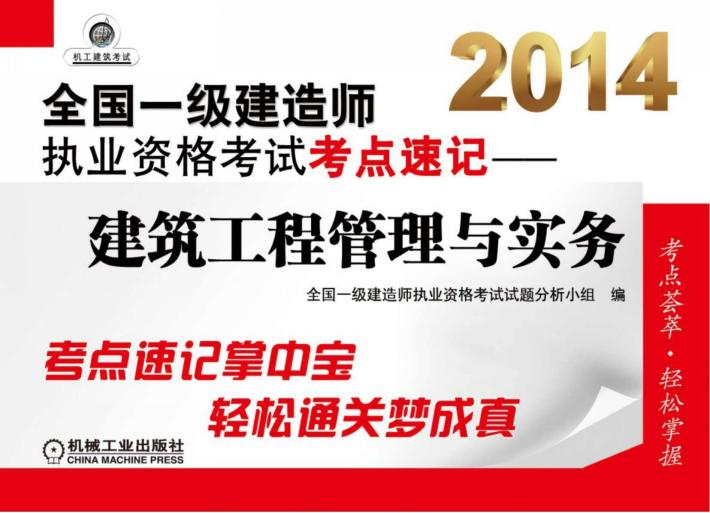 机工建筑考试
2014
全国一级建造师
执业资格考试考点速记——
建筑工程管理与实务
全国一级建造师执业资格考试试题分析小组 编
考点荟萃·轻松掌握
考点速记掌中宝
轻松通关梦成真
机械工业出版社
CHINA MACHINE PRESS